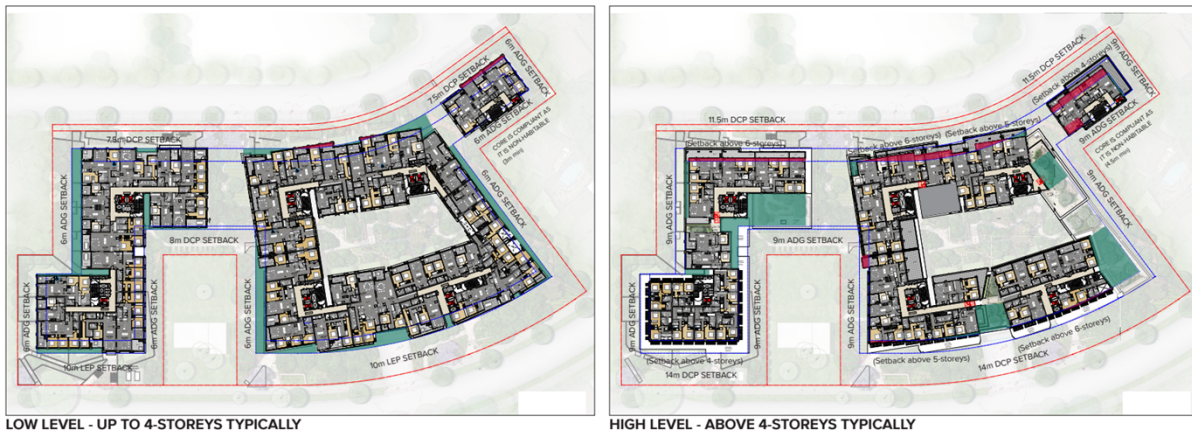 6m ADG SETBACK
7.5m DCP SETBACK
6m ADG SETBACK
CORE IS COMPLIANT AS
IT IS NON-HABITABLE
(3m min)
7.5m DCP SETBACK
6m ADG SETBACK
6m ADG SETBACK
8m DCP SETBACK
6m ADG SETBACK
6m ADG SETBACK
6m ADG SETBACK
10m LEP SETBACK
10m LEP SETBACK
LOW LEVEL - UP TO 4-STOREYS TYPICALLY
9m ADG SETBACK
11.5m DCP SETBACK
(Setback above 4-storeys)
9m ADG SETBACK
CORE IS COMPLIANT AS
IT IS NON-HABITABLE
(4.5m min)
11.5m DCP SETBACK
(Setback above 6-storeys)
(Setback above 6-storeys)
(Setback above 6-storeys)
9m ADG SETBACK
9m ADG SETBACK
9m ADG SETBACK
9m ADG SETBACK
9m ADG SETBACK
9m ADG SETBACK
(Setback above 4-storeys)
14m DCP SETBACK
(Setback above 5-storeys)
(Setback above 6-storeys)
14m DCP SETBACK
HIGH LEVEL - ABOVE 4-STOREYS TYPICALLY